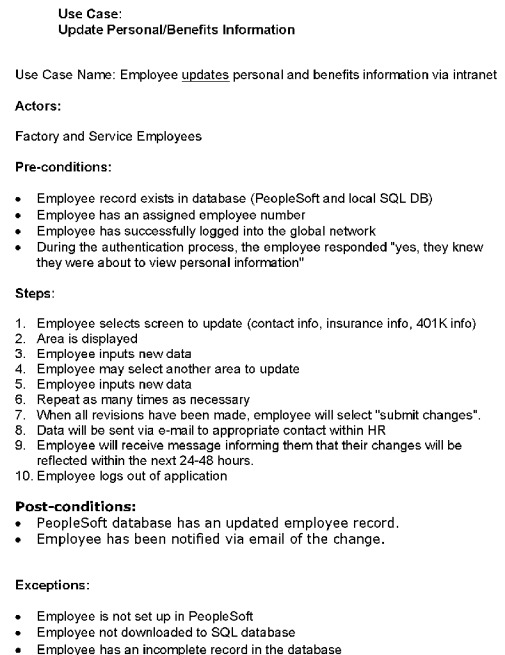 Use Case:
Update Personal/Benefits Information
Use Case Name: Employee updates personal and benefits information via intranet
Actors:
Factory and Service Employees
Pre-conditions:
• Employee record exists in database (PeopleSoft and local SQL DB)
• Employee has an assigned employee number
• Employee has successfully logged into the global network
• During the authentication process, the employee responded "yes, they knew
they were about to view personal information"
Steps:
1. Employee selects screen to update (contact info, insurance info, 401K info)
2. Area is displayed
3. Employee inputs new data
4. Employee may select another area to update
5. Employee inputs new data
6. Repeat as many times as necessary
7. When all revisions have been made, employee will select "submit changes".
8. Data will be sent via e-mail to appropriate contact within HR
9. Employee will receive message informing them that their changes will be
reflected within the next 24-48 hours.
10. Employee logs out of application
Post-conditions:
• PeopleSoft database has an updated employee record.
• Employee has been notified via email of the change.
Exceptions:
• Employee is not set up in PeopleSoft
• Employee not downloaded to SQL database
• Employee has an incomplete record in the database